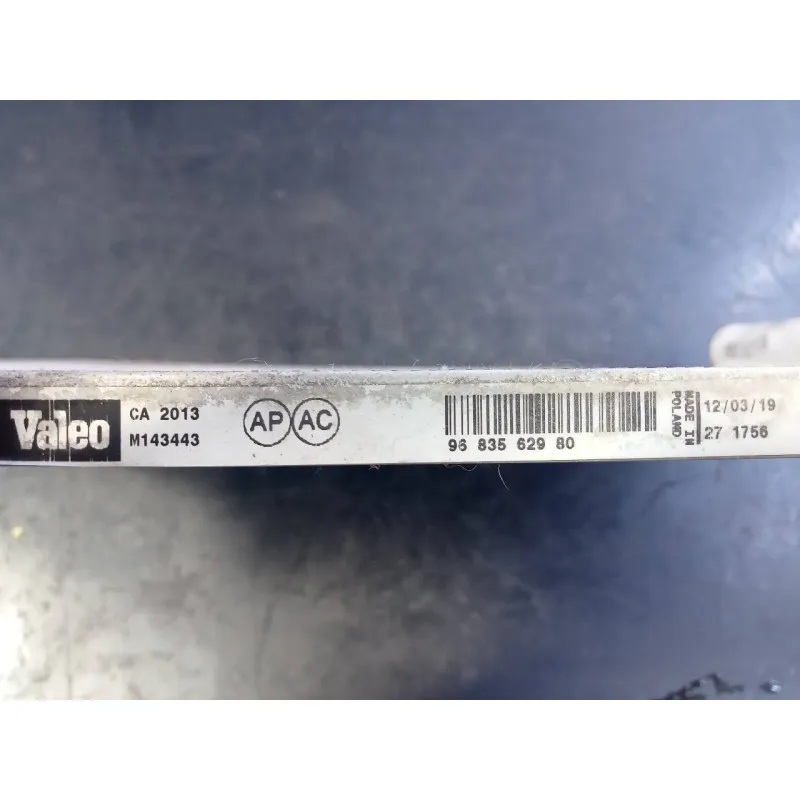 Valeo
CA 2013
M143443
AP AC
96 835 629 80
MADE IN
POLAND
12/03/19
27 1756